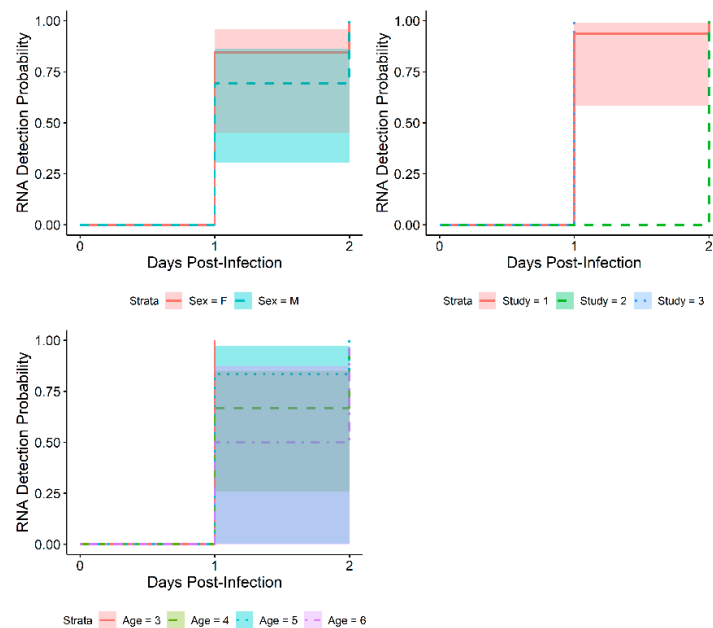 1.00
0.75
0.50
0.25
0.00
RNA Detection Probability
0 1 2
Days Post-Infection
Strata Sex = F Sex = M
1.00
0.75
0.50
0.25
0.00
RNA Detection Probability
0 1 2
Days Post-Infection
Strata Study = 1 Study = 2 Study = 3
1.00
0.75
0.50
0.25
0.00
RNA Detection Probability
0 1 2
Days Post-Infection
Strata Age = 3 Age = 4 Age = 5 Age = 6